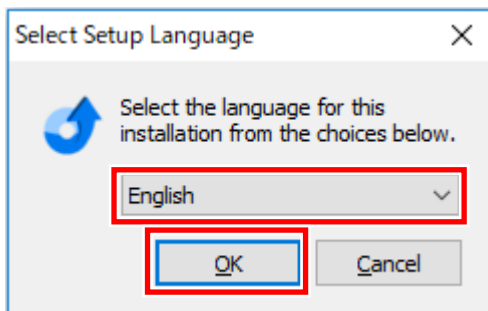 Select Setup Language
Select the language for this
installation from the choices below.
English
OK
Cancel